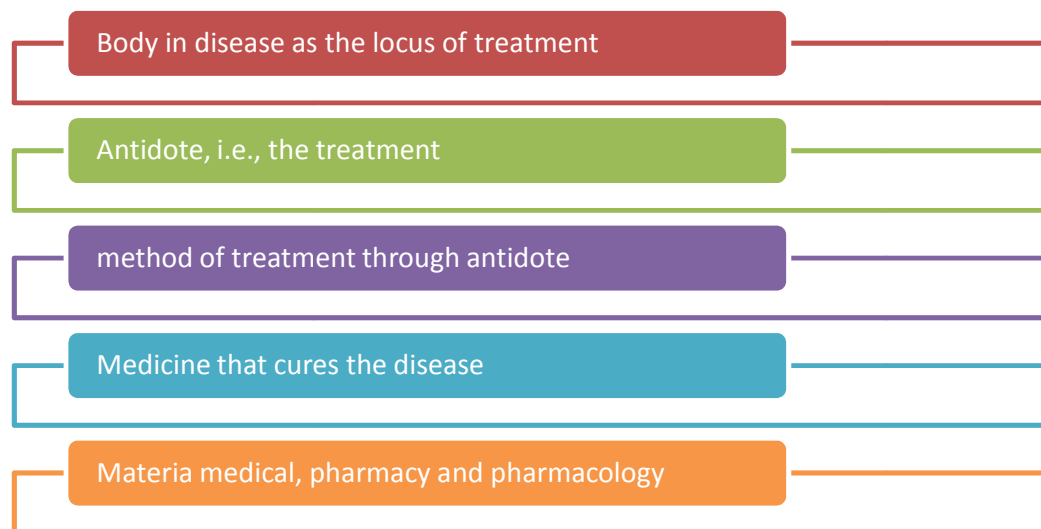 Body in disease as the locus of treatment
Antidote, i.e., the treatment
method of treatment through antidote
Medicine that cures the disease
Materia medical, pharmacy and pharmacology